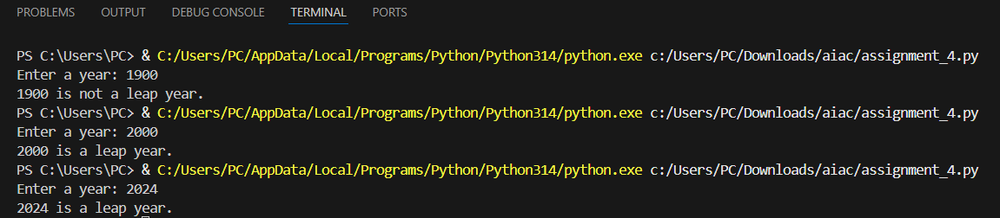 PROBLEMS OUTPUT DEBUG CONSOLE TERMINAL PORTS
PS C:\Users\PC> & C:/Users/PC/AppData/Local/Programs/Python/Python314/python.exe c:/Users/PC/Downloads/aiac/assignment_4.py
Enter a year: 1900
1900 is not a leap year.
PS C:\Users\PC> & C:/Users/PC/AppData/Local/Programs/Python/Python314/python.exe c:/Users/PC/Downloads/aiac/assignment_4.py
Enter a year: 2000
2000 is a leap year.
PS C:\Users\PC> & C:/Users/PC/AppData/Local/Programs/Python/Python314/python.exe c:/Users/PC/Downloads/aiac/assignment_4.py
Enter a year: 2024
2024 is a leap year.